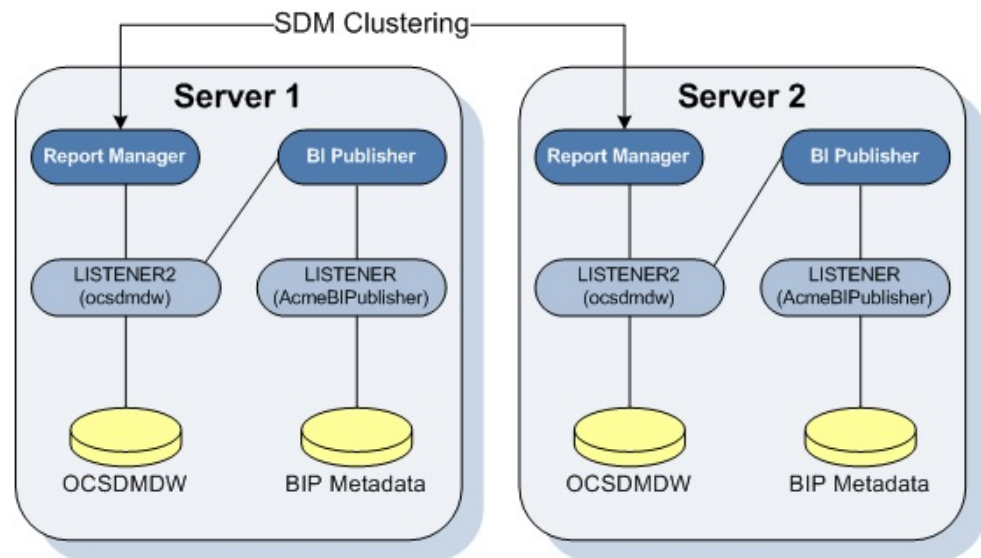 SDM Clustering
Server 1
Report Manager
BI Publisher
LISTENER2
(ocsdmdw)
LISTENER
(AcmeBIPublisher)
OCSDMDW
BIP Metadata
Server 2
Report Manager
BI Publisher
LISTENER2
(ocsdmdw)
LISTENER
(AcmeBIPublisher)
OCSDMDW
BIP Metadata